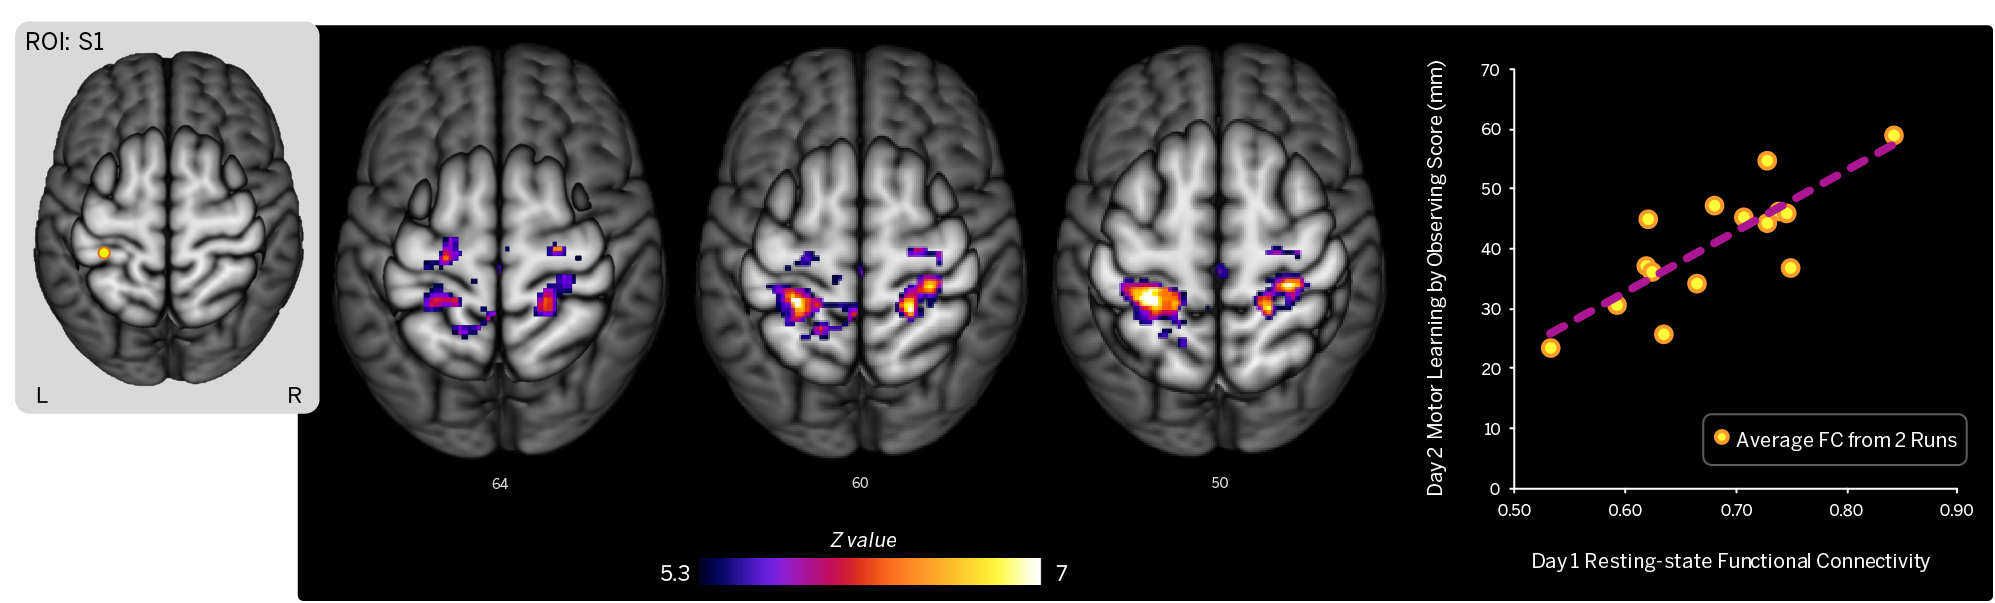 ROI: S1
L
R
64
60
50
Z value
5.3
7
Day 2 Motor Learning by Observing Score (mm)
70
60
50
40
30
20
10
0
0.50
0.60
0.70
0.80
0.90
Average FC from 2 Runs
Day 1 Resting-state Functional Connectivity